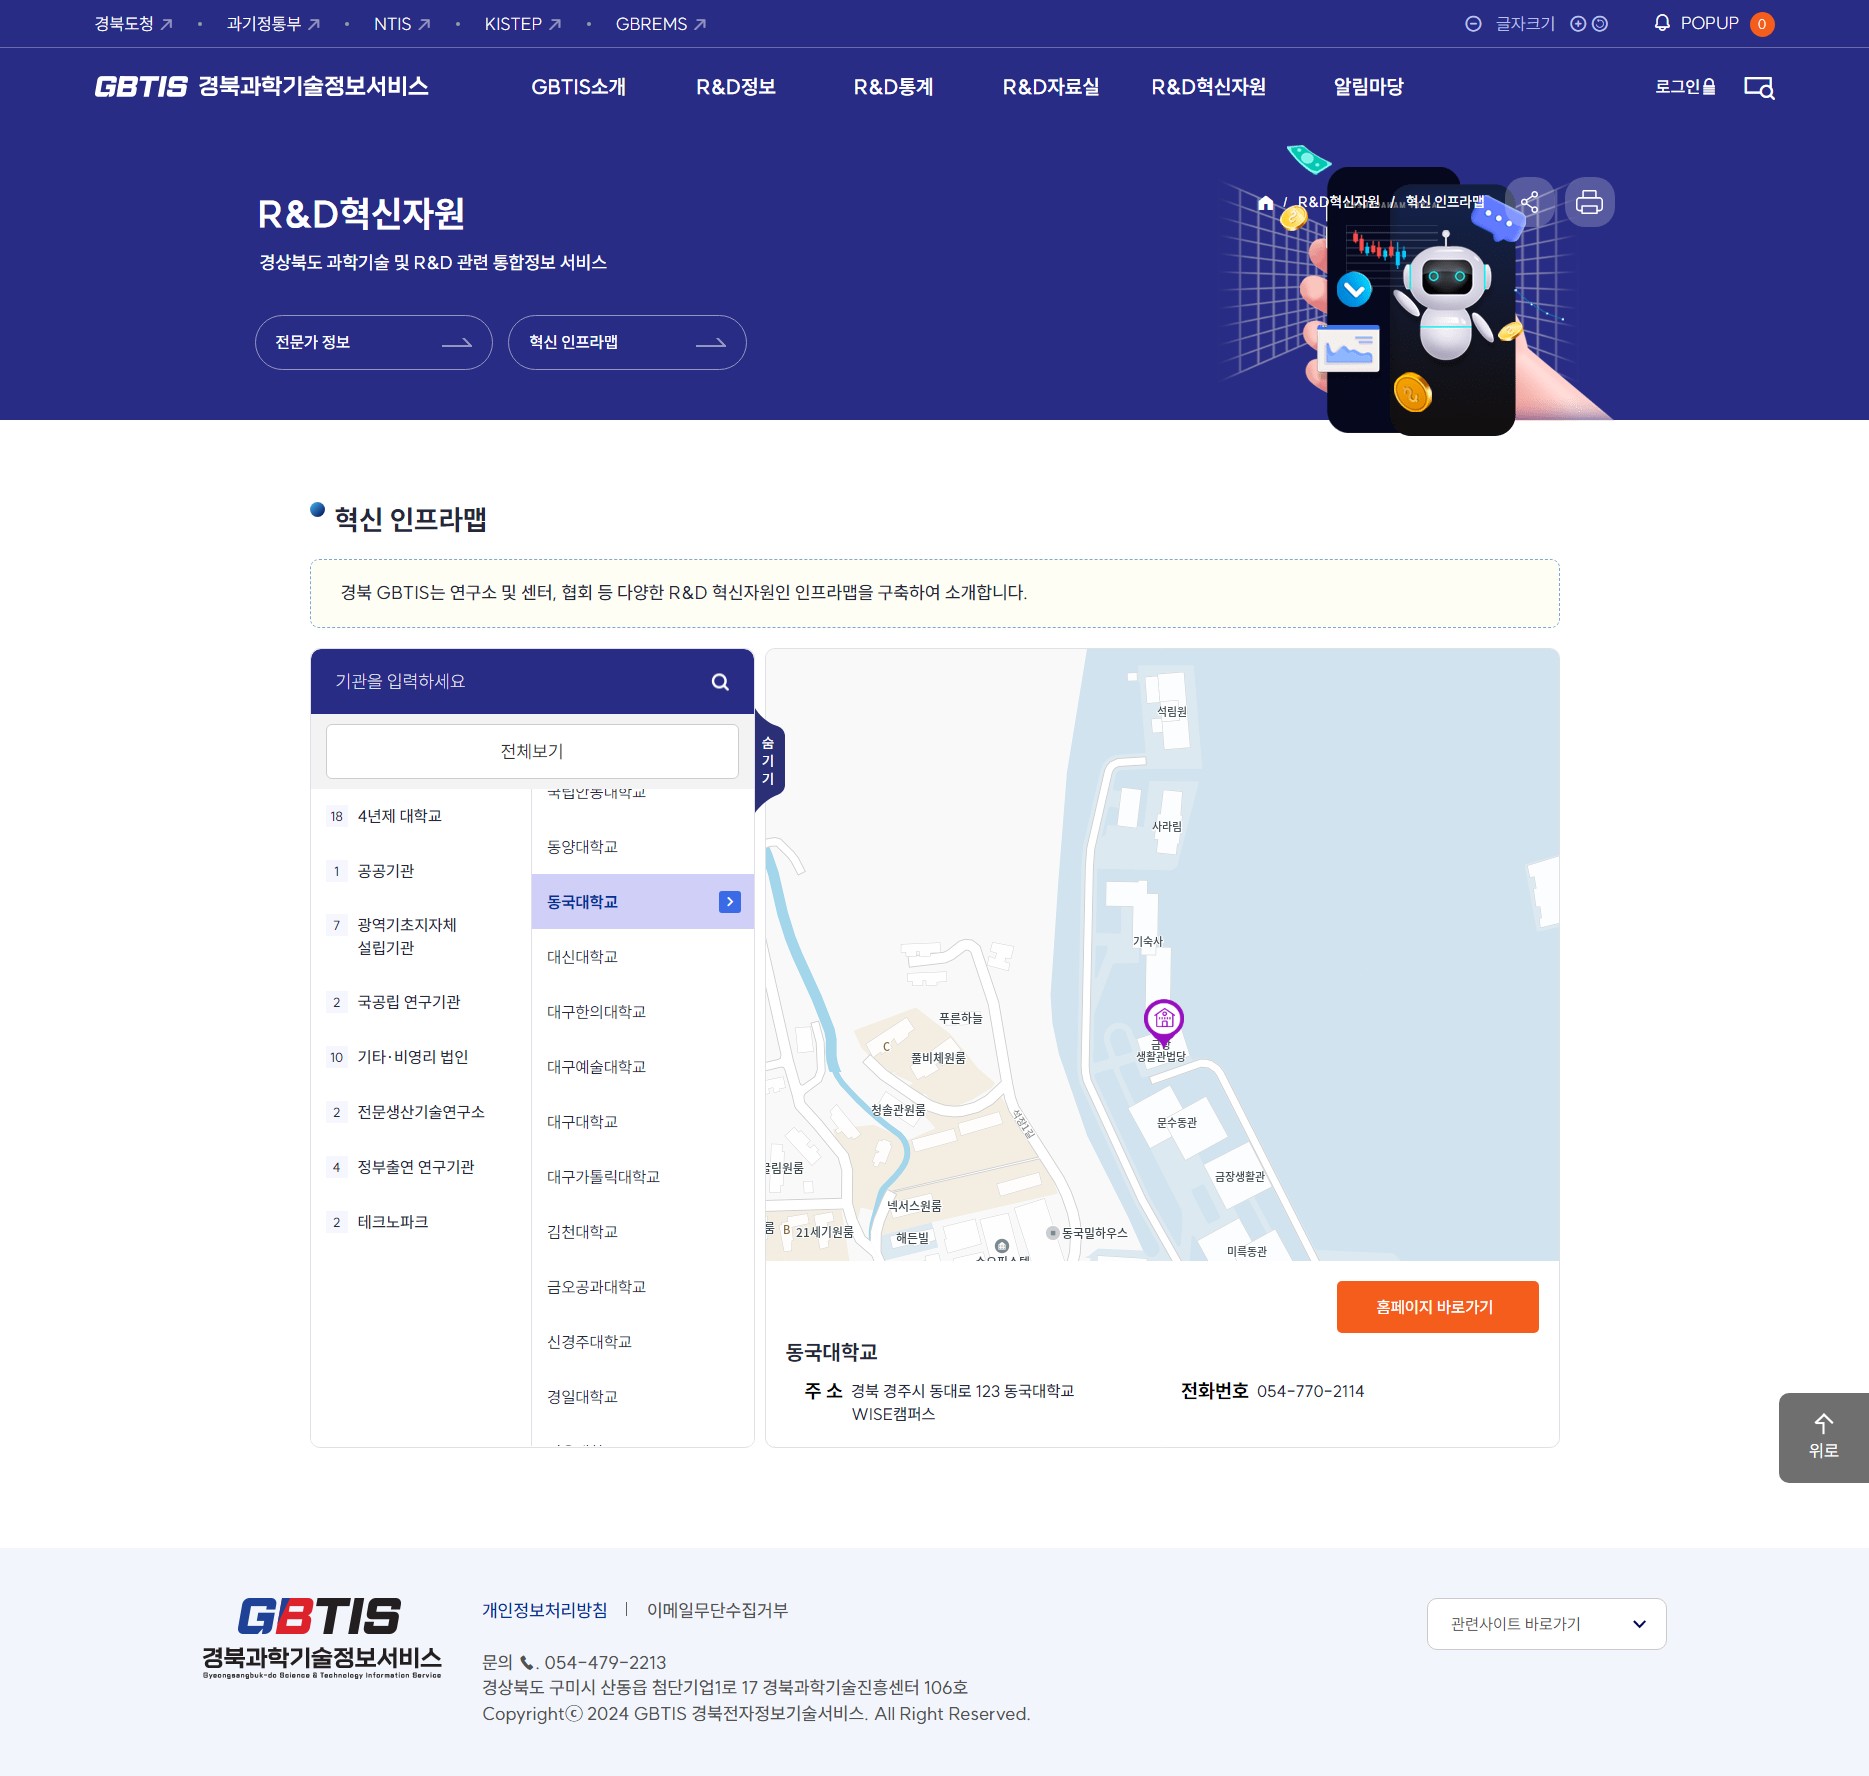 경북도청
과기정통부
NTIS
KISTEP
GBREMS
글자크기
POPUP 0
GBTIS 경북과학기술정보서비스
GBTIS소개
R&D정보
R&D통계
R&D자료실
R&D혁신자원
알림마당
로그인
/ R&D혁신자원 / 혁신 인프라맵
R&D혁신자원
경상북도 과학기술 및 R&D 관련 통합정보 서비스
전문가 정보
혁신 인프라맵
혁신 인프라맵
경북 GBTIS는 연구소 및 센터, 협회 등 다양한 R&D 혁신자원인 인프라맵을 구축하여 소개합니다.
기관을 입력하세요
전체보기
숨기기
18 4년제 대학교
1 공공기관
7 광역기초지자체
설립기관
2 국공립 연구기관
10 기타·비영리 법인
2 전문생산기술연구소
4 정부출연 연구기관
2 테크노파크
국립안동대학교
동양대학교
동국대학교
대신대학교
대구한의대학교
대구예술대학교
대구대학교
대구가톨릭대학교
김천대학교
금오공과대학교
신경주대학교
경일대학교
석림원
사라림
기숙사
금장
생활관법당
문수동관
금장생활관
미륵동관
푸른하늘
C
풀비체원룸
청솔관원룸
석장1길
림원룸
넥서스원룸
룸 B 21세기원룸
해든빌
동국밀하우스
홈페이지 바로가기
동국대학교
주 소 경북 경주시 동대로 123 동국대학교
WISE캠퍼스
전화번호 054-770-2114
위로
GBTIS
경북과학기술정보서비스
Gyeongsangbuk-do Science & Technology Information Service
개인정보처리방침
이메일무단수집거부
문의 . 054-479-2213
경상북도 구미시 산동읍 첨단기업1로 17 경북과학기술진흥센터 106호
Copyrightⓒ 2024 GBTIS 경북전자정보기술서비스. All Right Reserved.
관련사이트 바로가기